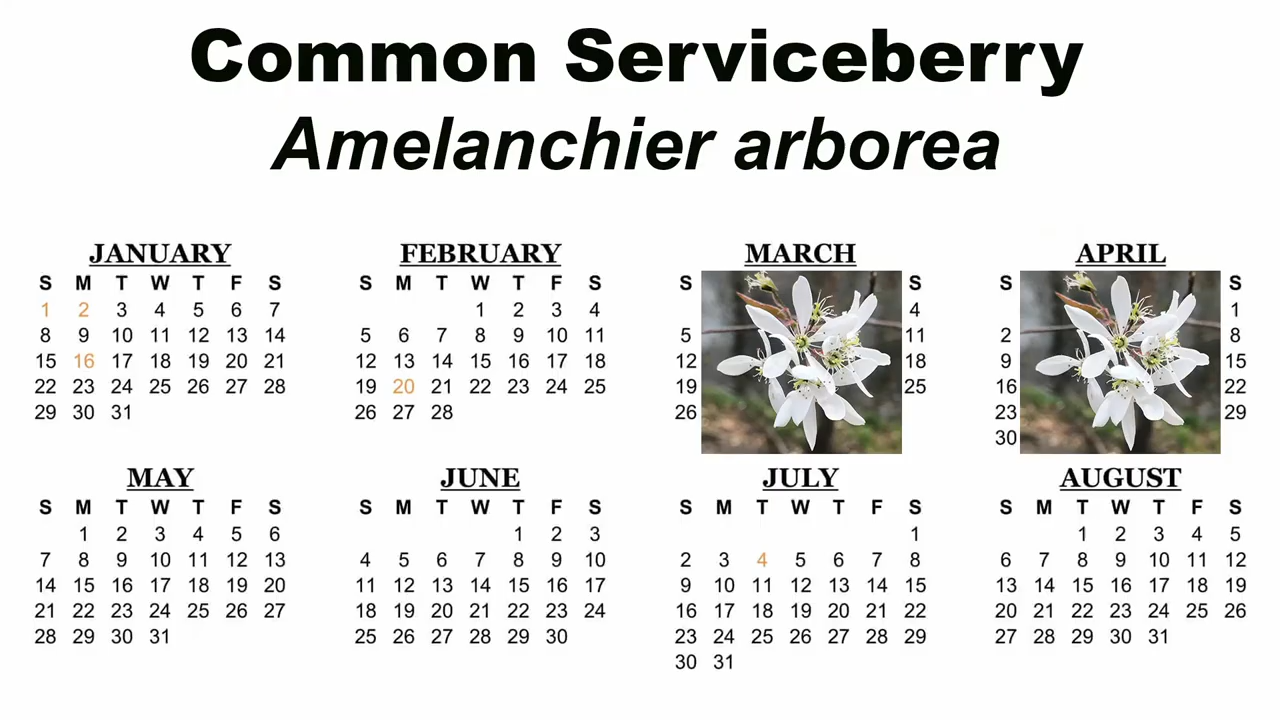 Common Serviceberry
Amelanchier arborea
JANUARY
S M T W T F S
1 2 3 4 5 6 7
8 9 10 11 12 13 14
15 16 17 18 19 20 21
22 23 24 25 26 27 28
29 30 31
FEBRUARY
S M T W T F S
1 2 3 4
5 6 7 8 9 10 11
12 13 14 15 16 17 18
19 20 21 22 23 24 25
26 27 28
MARCH
S S
4
5 11
12 18
19 25
26
APRIL
S S
1
2 8
9 15
16 22
23 29
30
MAY
S M T W T F S
1 2 3 4 5 6
7 8 9 10 11 12 13
14 15 16 17 18 19 20
21 22 23 24 25 26 27
28 29 30 31
JUNE
S M T W T F S
1 2 3
4 5 6 7 8 9 10
11 12 13 14 15 16 17
18 19 20 21 22 23 24
25 26 27 28 29 30
JULY
S M T W T F S
1
2 3 4 5 6 7 8
9 10 11 12 13 14 15
16 17 18 19 20 21 22
23 24 25 26 27 28 29
30 31
AUGUST
S M T W T F S
1 2 3 4 5
6 7 8 9 10 11 12
13 14 15 16 17 18 19
20 21 22 23 24 25 26
27 28 29 30 31